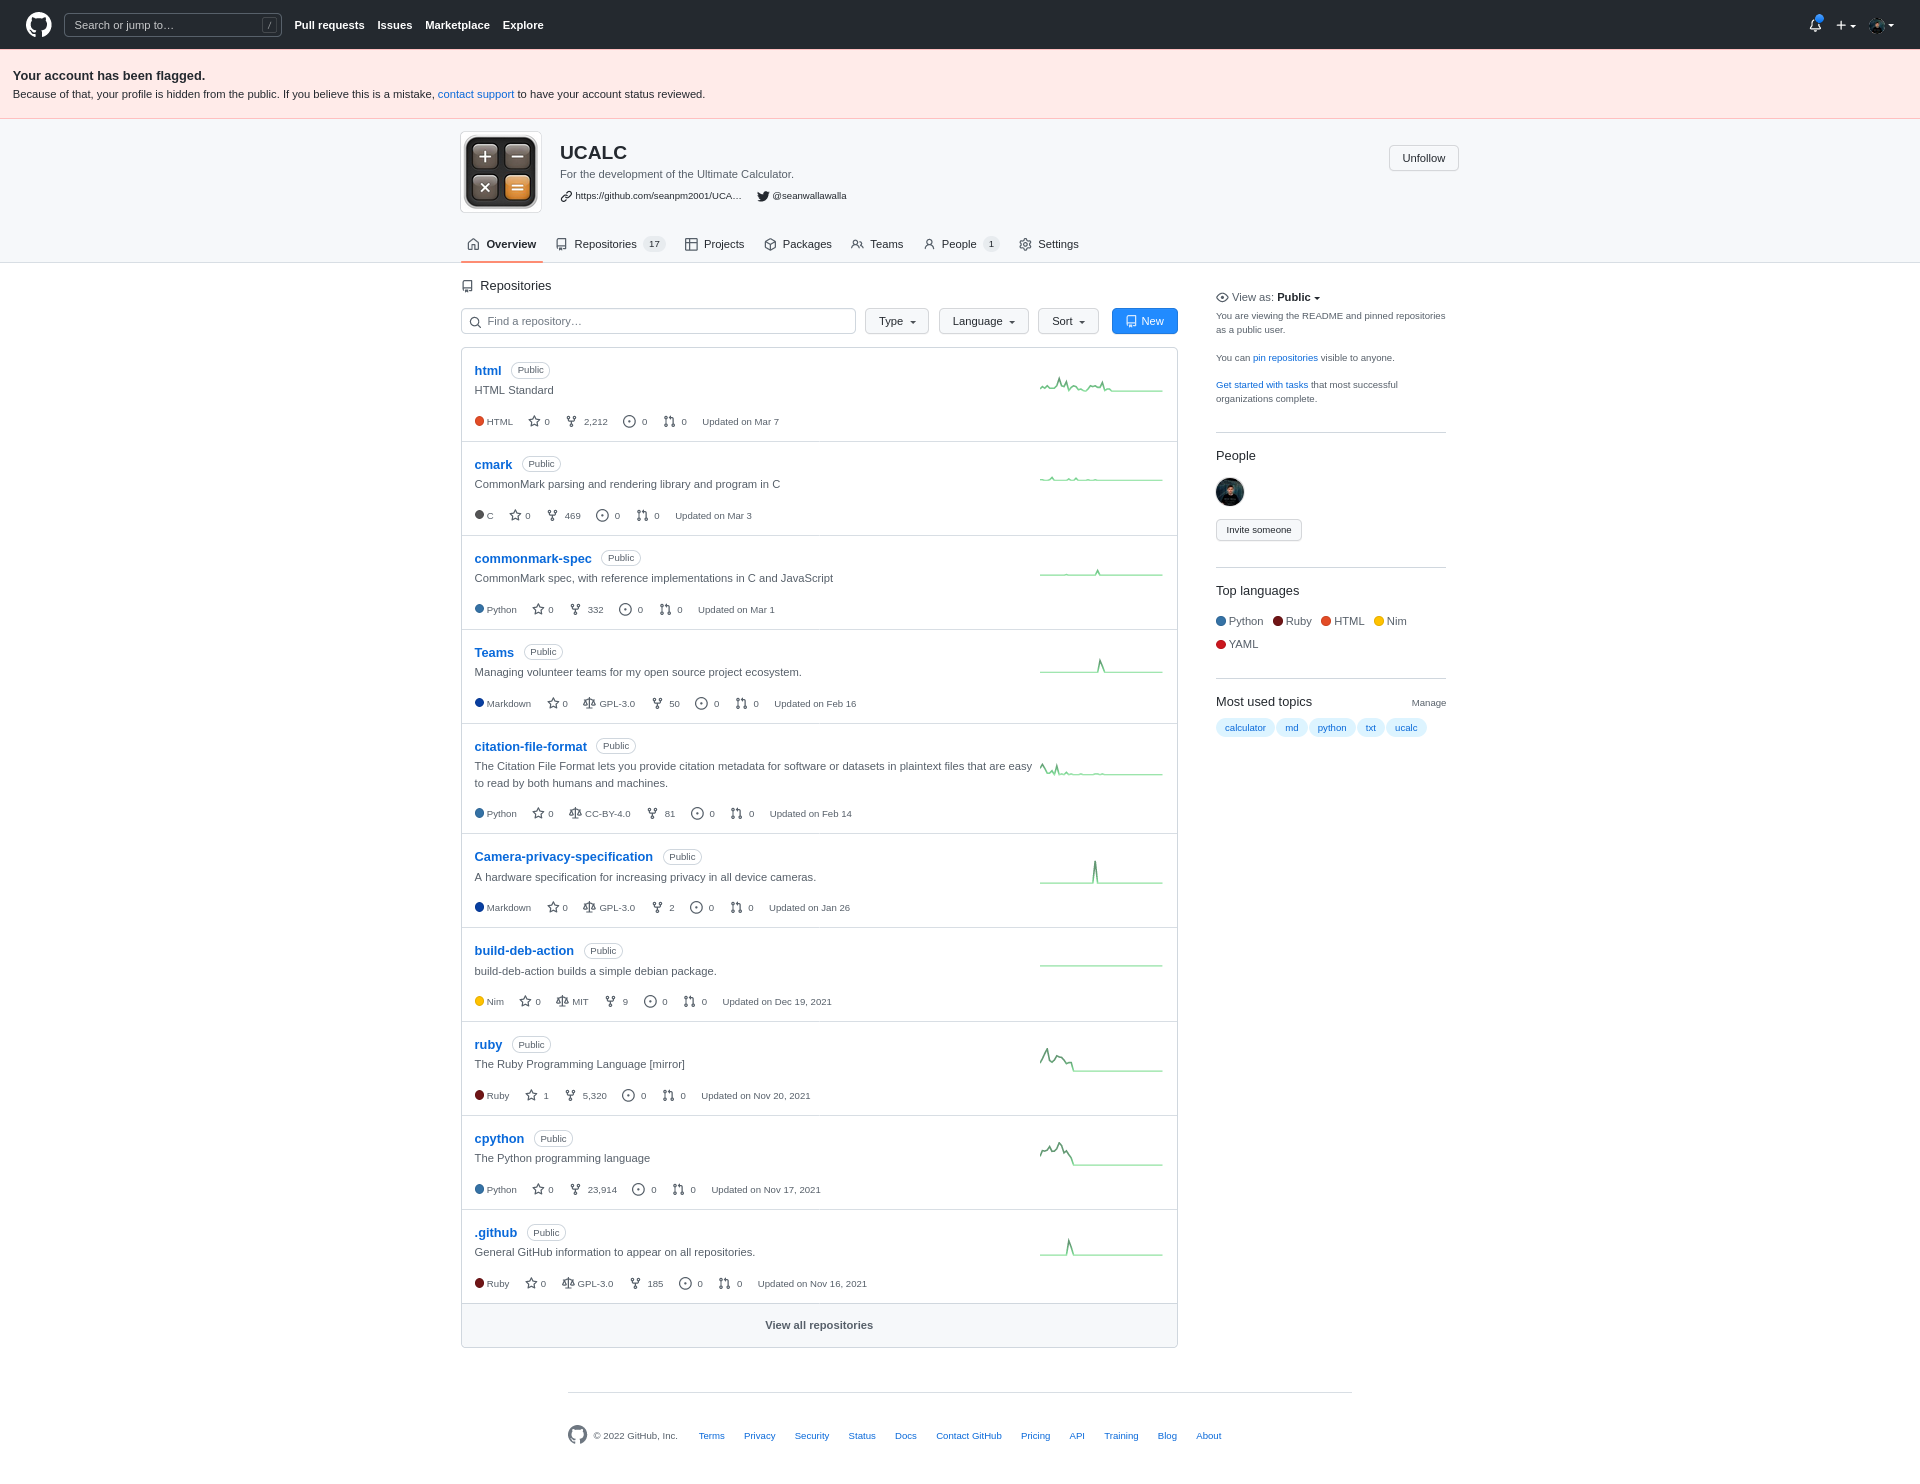 Search or jump to…
/
Pull requests Issues Marketplace Explore
Your account has been flagged.
Because of that, your profile is hidden from the public. If you believe this is a mistake, contact support to have your account status reviewed.
UCALC
For the development of the Ultimate Calculator.
https://github.com/seanpm2001/UCA… @seanwallawalla
Unfollow
Overview Repositories 17 Projects Packages Teams People 1 Settings
Repositories
Find a repository…
Type Language Sort New
html Public
HTML Standard
HTML 0 2,212 0 0 Updated on Mar 7
cmark Public
CommonMark parsing and rendering library and program in C
C 0 469 0 0 Updated on Mar 3
commonmark-spec Public
CommonMark spec, with reference implementations in C and JavaScript
Python 0 332 0 0 Updated on Mar 1
Teams Public
Managing volunteer teams for my open source project ecosystem.
Markdown 0 GPL-3.0 50 0 0 Updated on Feb 16
citation-file-format Public
The Citation File Format lets you provide citation metadata for software or datasets in plaintext files that are easy
to read by both humans and machines.
Python 0 CC-BY-4.0 81 0 0 Updated on Feb 14
Camera-privacy-specification Public
A hardware specification for increasing privacy in all device cameras.
Markdown 0 GPL-3.0 2 0 0 Updated on Jan 26
build-deb-action Public
build-deb-action builds a simple debian package.
Nim 0 MIT 9 0 0 Updated on Dec 19, 2021
ruby Public
The Ruby Programming Language [mirror]
Ruby 1 5,320 0 0 Updated on Nov 20, 2021
cpython Public
The Python programming language
Python 0 23,914 0 0 Updated on Nov 17, 2021
.github Public
General GitHub information to appear on all repositories.
Ruby 0 GPL-3.0 185 0 0 Updated on Nov 16, 2021
View all repositories
View as: Public
You are viewing the README and pinned repositories
as a public user.
You can pin repositories visible to anyone.
Get started with tasks that most successful
organizations complete.
People
Invite someone
Top languages
Python Ruby HTML Nim
YAML
Most used topics Manage
calculator md python txt ucalc
© 2022 GitHub, Inc. Terms Privacy Security Status Docs Contact GitHub Pricing API Training Blog About